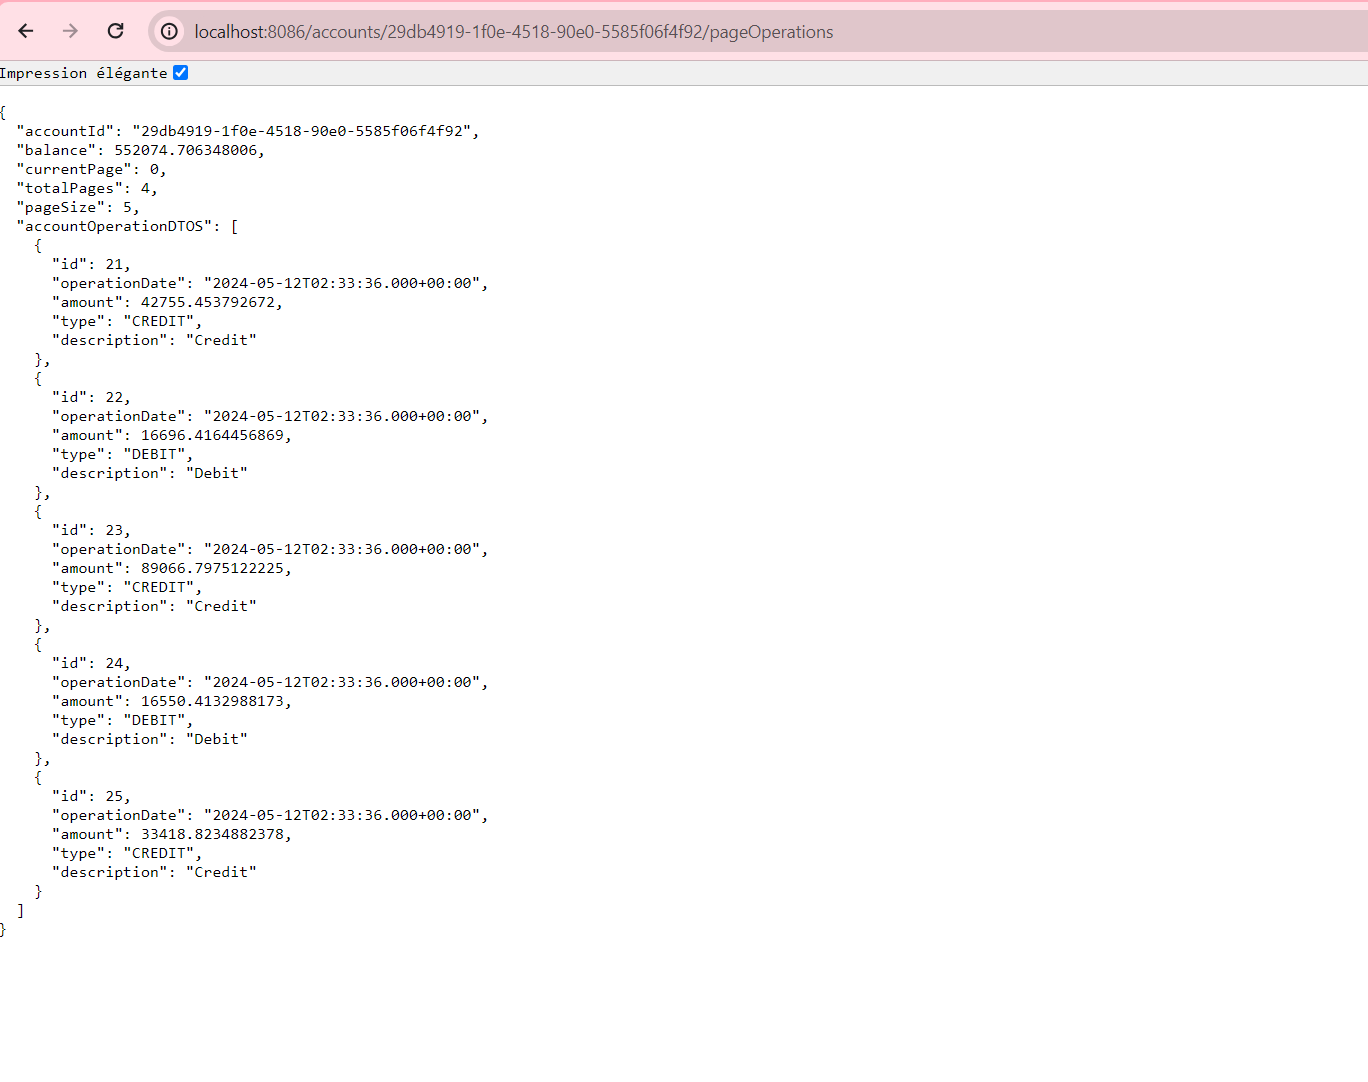 localhost:8086/accounts/29db4919-1f0e-4518-90e0-5585f06f4f92/pageOperations
Impression élégante
{
  "accountId": "29db4919-1f0e-4518-90e0-5585f06f4f92",
  "balance": 552074.706348006,
  "currentPage": 0,
  "totalPages": 4,
  "pageSize": 5,
  "accountOperationDTOS": [
    {
      "id": 21,
      "operationDate": "2024-05-12T02:33:36.000+00:00",
      "amount": 42755.453792672,
      "type": "CREDIT",
      "description": "Credit"
    },
    {
      "id": 22,
      "operationDate": "2024-05-12T02:33:36.000+00:00",
      "amount": 16696.4164456869,
      "type": "DEBIT",
      "description": "Debit"
    },
    {
      "id": 23,
      "operationDate": "2024-05-12T02:33:36.000+00:00",
      "amount": 89066.7975122225,
      "type": "CREDIT",
      "description": "Credit"
    },
    {
      "id": 24,
      "operationDate": "2024-05-12T02:33:36.000+00:00",
      "amount": 16550.4132988173,
      "type": "DEBIT",
      "description": "Debit"
    },
    {
      "id": 25,
      "operationDate": "2024-05-12T02:33:36.000+00:00",
      "amount": 33418.8234882378,
      "type": "CREDIT",
      "description": "Credit"
    }
  ]
}